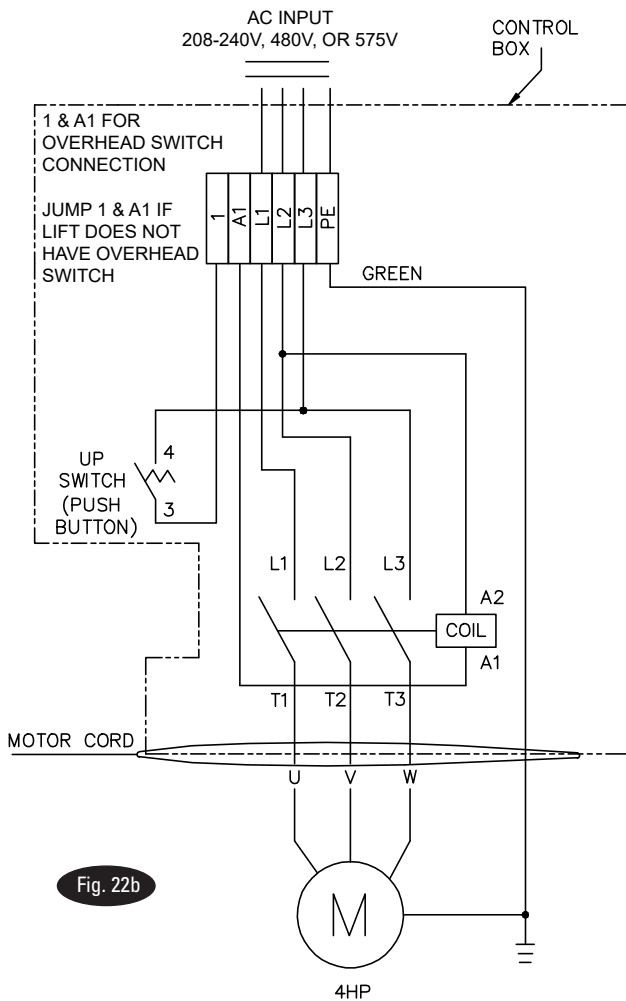 AC INPUT
208-240V, 480V, OR 575V
CONTROL
BOX
1 & A1 FOR
OVERHEAD SWITCH
CONNECTION
JUMP 1 & A1 IF
LIFT DOES NOT
HAVE OVERHEAD
SWITCH
1
A1
L1
L2
L3
PE
GREEN
UP
SWITCH
(PUSH
BUTTON)
4
3
L1
L2
L3
A2
COIL
A1
T1
T2
T3
MOTOR CORD
U
V
W
M
Fig. 22b
4HP